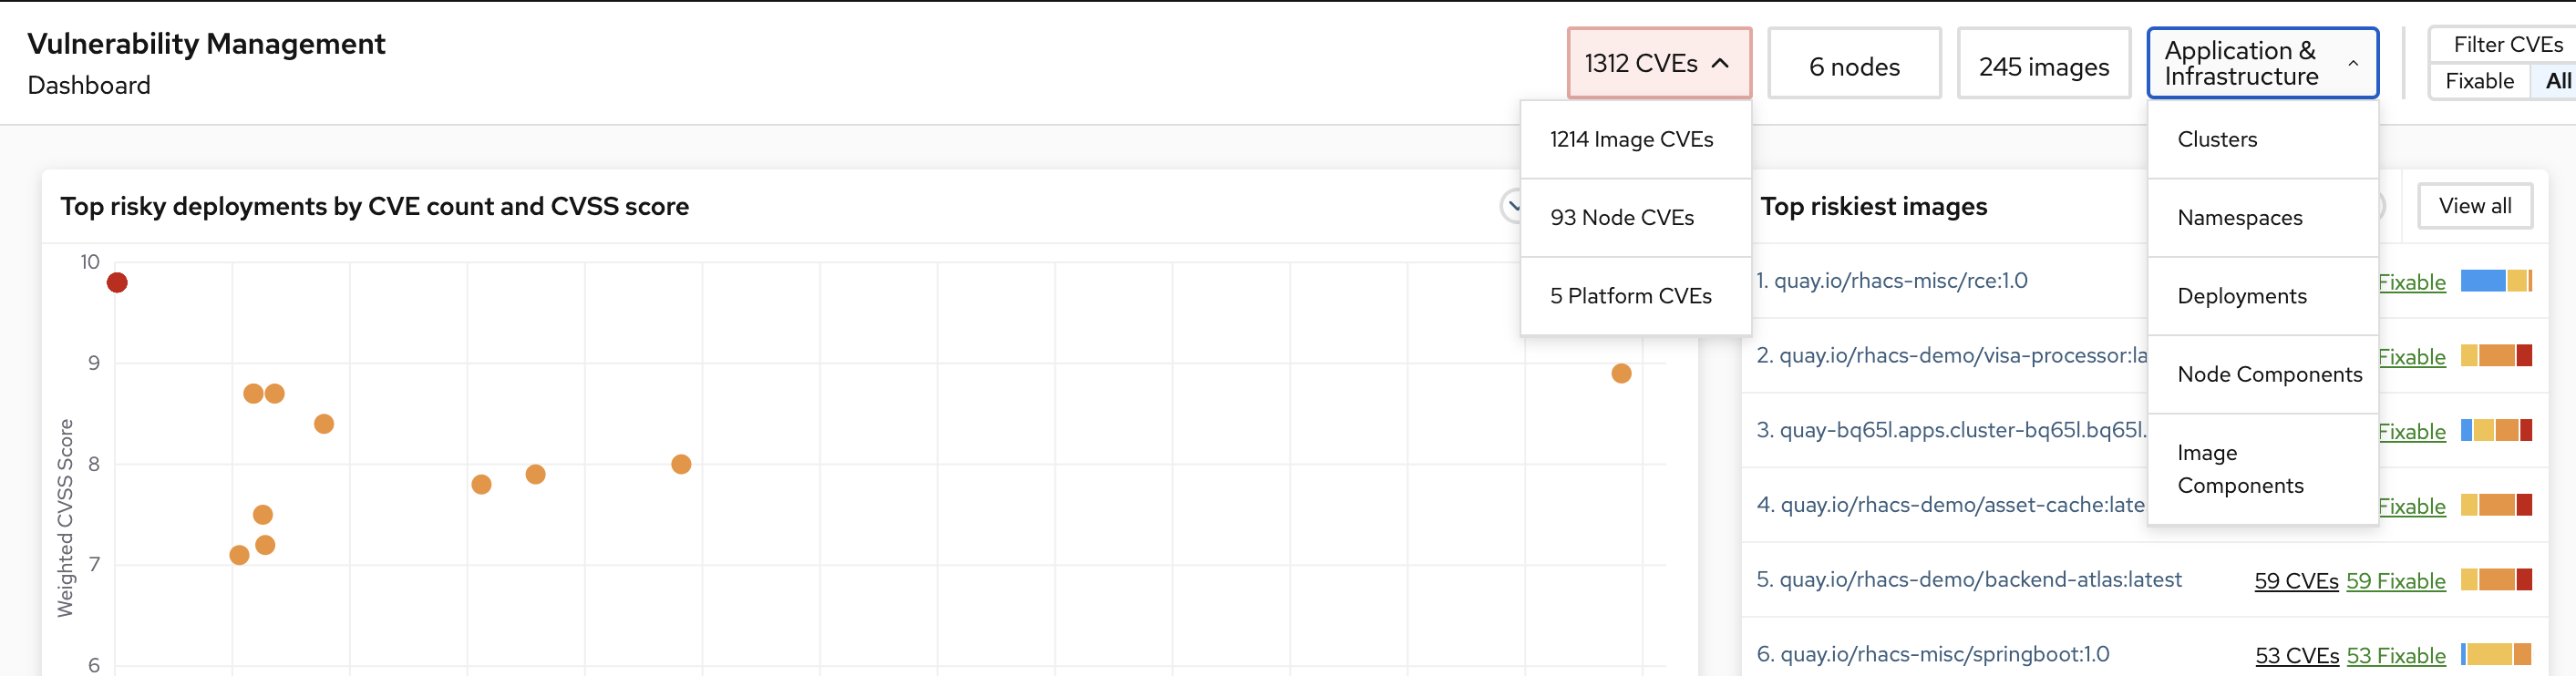 Vulnerability Management
Dashboard
1312 CVEs
6 nodes
245 images
Application &
Infrastructure
Filter CVEs
Fixable
All
1214 Image CVEs
93 Node CVEs
5 Platform CVEs
Clusters
Namespaces
Deployments
Node Components
Image
Components
Top risky deployments by CVE count and CVSS score
10
9
8
7
6
Weighted CVSS Score
Top riskiest images
View all
1. quay.io/rhacs-misc/rce:1.0
Fixable
2. quay.io/rhacs-demo/visa-processor:la
Fixable
3. quay-bq65l.apps.cluster-bq65l.bq65l.
Fixable
4. quay.io/rhacs-demo/asset-cache:late
Fixable
5. quay.io/rhacs-demo/backend-atlas:latest
59 CVEs 59 Fixable
6. quay.io/rhacs-misc/springboot:1.0
53 CVEs 53 Fixable